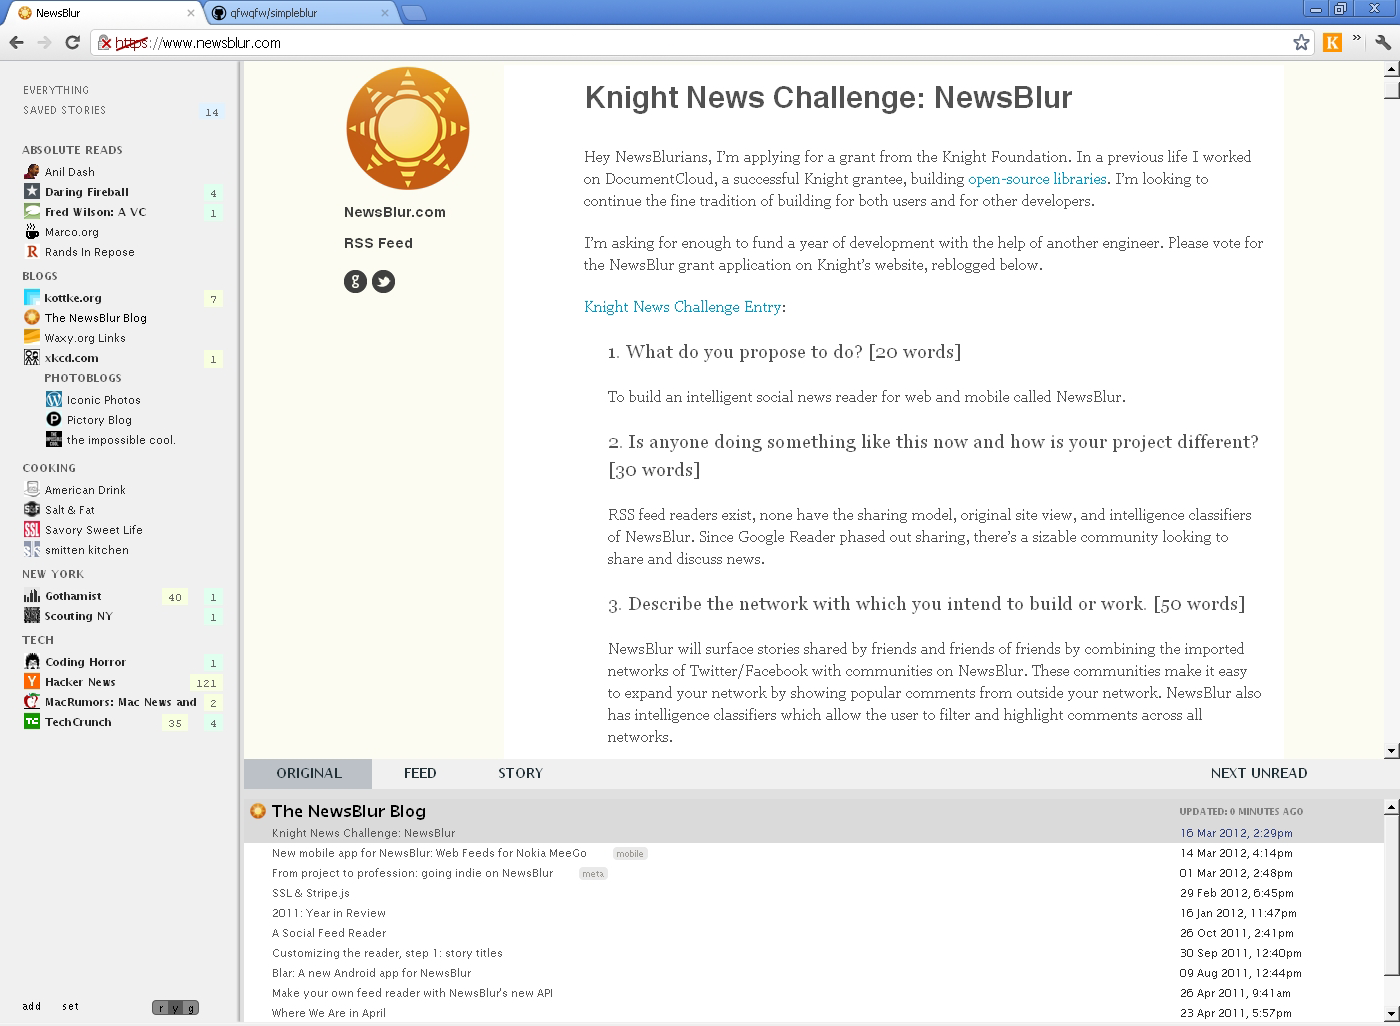 NewsBlur
qfwqfw/simpleblur
https://www.newsblur.com
K
EVERYTHING
SAVED STORIES 14
ABSOLUTE READS
Anil Dash
Daring Fireball 4
Fred Wilson: A VC 1
Marco.org
R Rands In Repose
BLOGS
kottke.org 7
The NewsBlur Blog
Waxy.org Links
xkcd.com 1
PHOTOBLOGS
Iconic Photos
Pictory Blog
the impossible cool.
COOKING
American Drink
Salt & Fat
Savory Sweet Life
smitten kitchen
NEW YORK
Gothamist 40 1
Scouting NY 1
TECH
Coding Horror 1
Y Hacker News 121
MacRumors: Mac News and 2
TC TechCrunch 35 4
add set r y g
NewsBlur.com
RSS Feed
Knight News Challenge: NewsBlur
Hey NewsBlurians, I'm applying for a grant from the Knight Foundation. In a previous life I worked
on DocumentCloud, a successful Knight grantee, building open-source libraries. I'm looking to
continue the fine tradition of building for both users and for other developers.
I'm asking for enough to fund a year of development with the help of another engineer. Please vote for
the NewsBlur grant application on Knight's website, reblogged below.
Knight News Challenge Entry:
1. What do you propose to do? [20 words]
To build an intelligent social news reader for web and mobile called NewsBlur.
2. Is anyone doing something like this now and how is your project different?
[30 words]
RSS feed readers exist, none have the sharing model, original site view, and intelligence classifiers
of NewsBlur. Since Google Reader phased out sharing, there's a sizable community looking to
share and discuss news.
3. Describe the network with which you intend to build or work. [50 words]
NewsBlur will surface stories shared by friends and friends of friends by combining the imported
networks of Twitter/Facebook with communities on NewsBlur. These communities make it easy
to expand your network by showing popular comments from outside your network. NewsBlur also
has intelligence classifiers which allow the user to filter and highlight comments across all
networks.
ORIGINAL FEED STORY NEXT UNREAD
The NewsBlur Blog UPDATED: 0 MINUTES AGO
Knight News Challenge: NewsBlur 16 Mar 2012, 2:29pm
New mobile app for NewsBlur: Web Feeds for Nokia MeeGo mobile 14 Mar 2012, 4:14pm
From project to profession: going indie on NewsBlur meta 01 Mar 2012, 2:48pm
SSL & Stripe.js 29 Feb 2012, 6:45pm
2011: Year in Review 16 Jan 2012, 11:47pm
A Social Feed Reader 26 Oct 2011, 2:41pm
Customizing the reader, step 1: story titles 30 Sep 2011, 12:40pm
Blar: A new Android app for NewsBlur 09 Aug 2011, 12:44pm
Make your own feed reader with NewsBlur's new API 26 Apr 2011, 9:41am
Where We Are in April 23 Apr 2011, 5:57pm